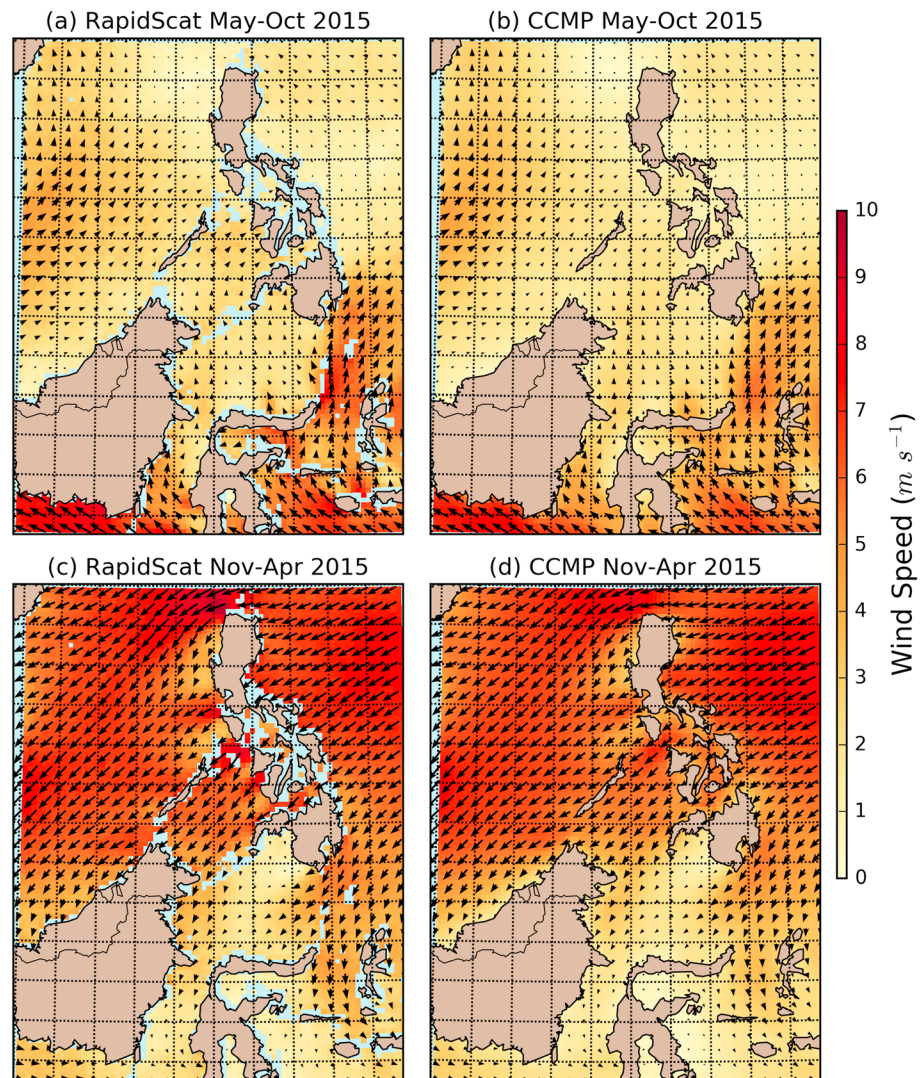 (a) RapidScat May-Oct 2015
(b) CCMP May-Oct 2015
10
9
8
7
6
5
4
3
2
1
0
Wind Speed (m s⁻¹)
(c) RapidScat Nov-Apr 2015
(d) CCMP Nov-Apr 2015